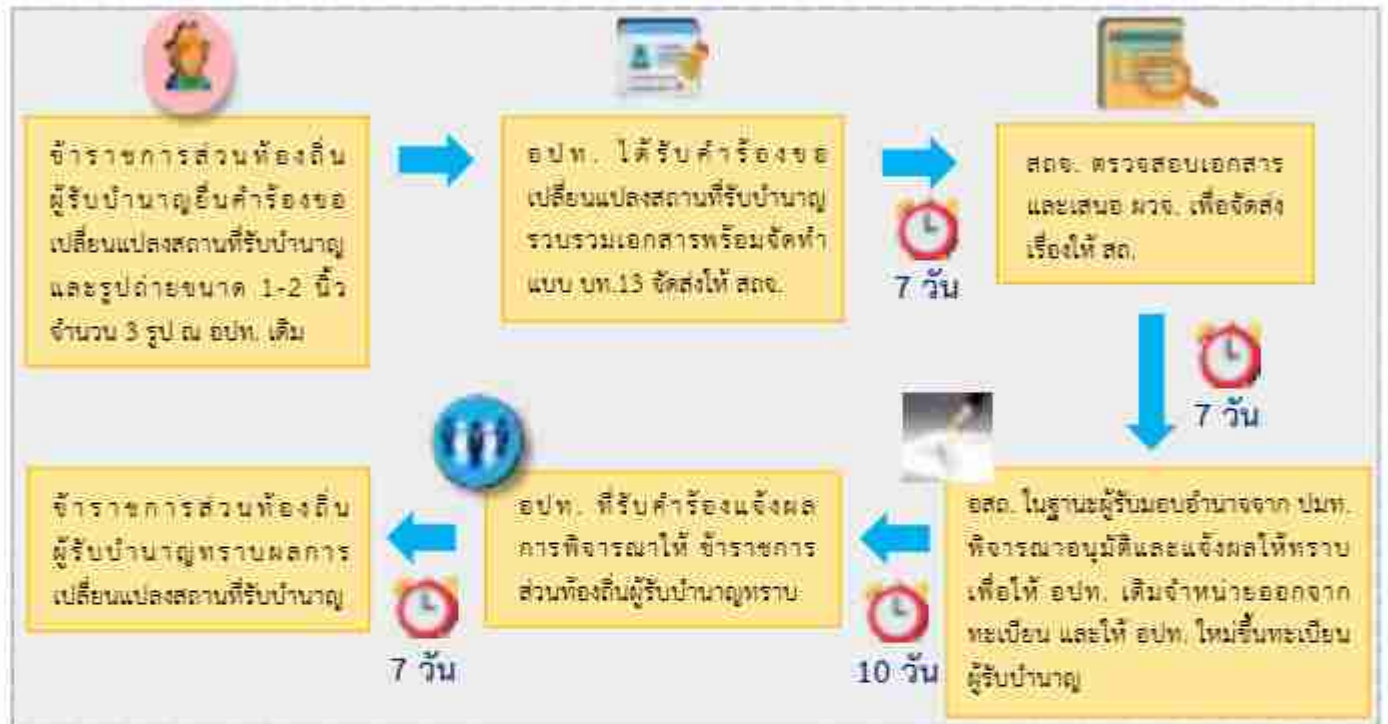 ข้าราชการส่วนท้องถิ่น
ผู้รับบำนาญยื่นคำร้องขอ
เปลี่ยนแปลงสถานที่รับบำนาญ
และรูปถ่ายขนาด 1-2 นิ้ว
จำนวน 3 รูป ณ อปท. เดิม
อปท. ได้รับคำร้องขอ
เปลี่ยนแปลงสถานที่รับบำนาญ
รวบรวมเอกสารพร้อมจัดทำ
แบบ บท.13 จัดส่งให้ สถจ.
7 วัน
สถจ. ตรวจสอบเอกสาร
และเสนอ ผวจ. เพื่อจัดส่ง
เรื่องให้ สถ.
7 วัน
อสถ. ในฐานะผู้รับมอบอำนาจจาก ปมท.
พิจารณาอนุมัติและแจ้งผลให้ทราบ
เพื่อให้ อปท. เดิมจำหน่ายออกจาก
ทะเบียน และให้ อปท. ใหม่ขึ้นทะเบียน
ผู้รับบำนาญ
10 วัน
อปท. ที่รับคำร้องแจ้งผล
การพิจารณาให้ ข้าราชการ
ส่วนท้องถิ่นผู้รับบำนาญทราบ
7 วัน
ข้าราชการส่วนท้องถิ่น
ผู้รับบำนาญทราบผลการ
เปลี่ยนแปลงสถานที่รับบำนาญ